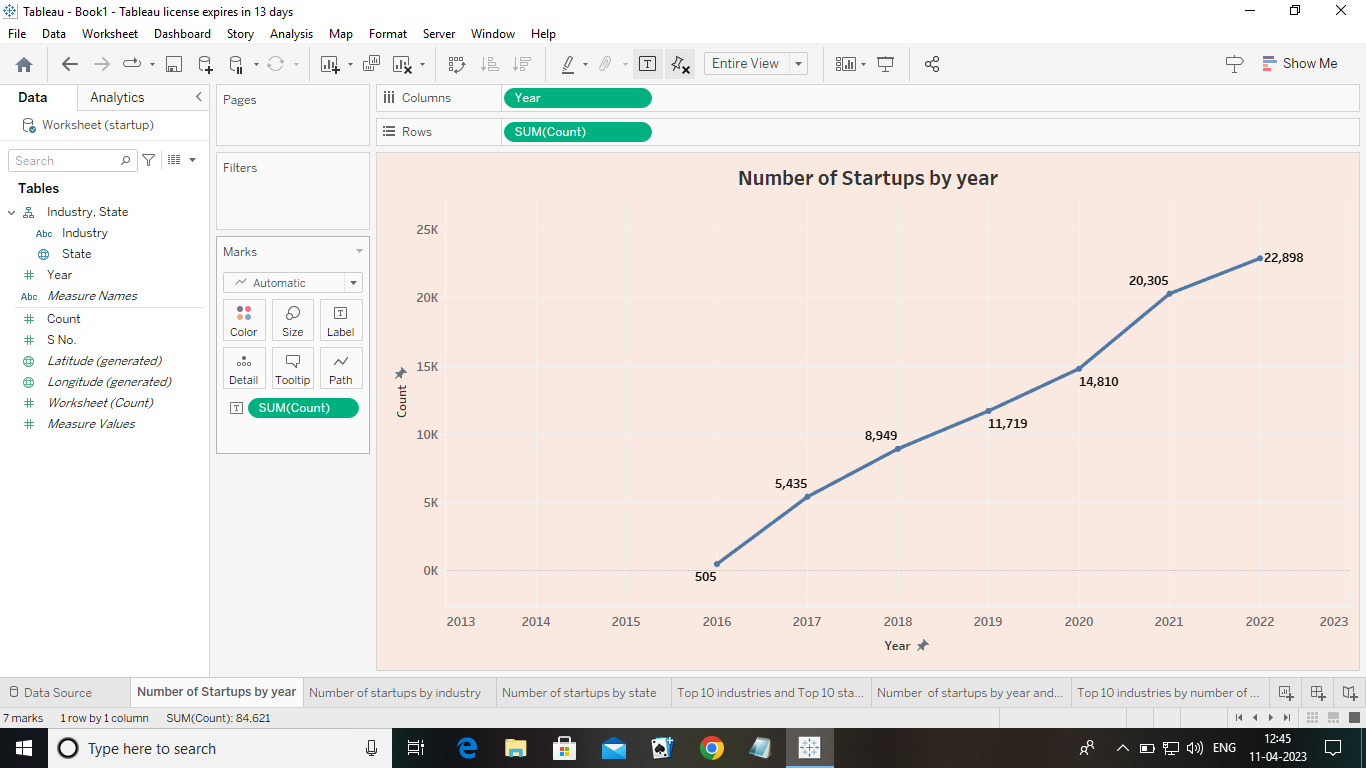 Tableau - Book1 - Tableau license expires in 13 days
File Data Worksheet Dashboard Story Analysis Map Format Server Window Help
Entire View
Show Me
Data Analytics
Worksheet (startup)
Search
Tables
Industry, State
Abc Industry
State
Year
Abc Measure Names
Count
S No.
Latitude (generated)
Longitude (generated)
Worksheet (Count)
Measure Values
Pages
Filters
Marks
Automatic
Color Size Label
Detail Tooltip Path
SUM(Count)
Columns Year
Rows SUM(Count)
Number of Startups by year
25K
20K
15K
10K
5K
0K
Count
505
5,435
8,949
11,719
14,810
20,305
22,898
2013 2014 2015 2016 2017 2018 2019 2020 2021 2022 2023
Year
Data Source Number of Startups by year Number of startups by industry Number of startups by state Top 10 industries and Top 10 sta... Number of startups by year and... Top 10 industries by number of ...
7 marks 1 row by 1 column SUM(Count): 84,621
Type here to search
ENG
12:45
11-04-2023